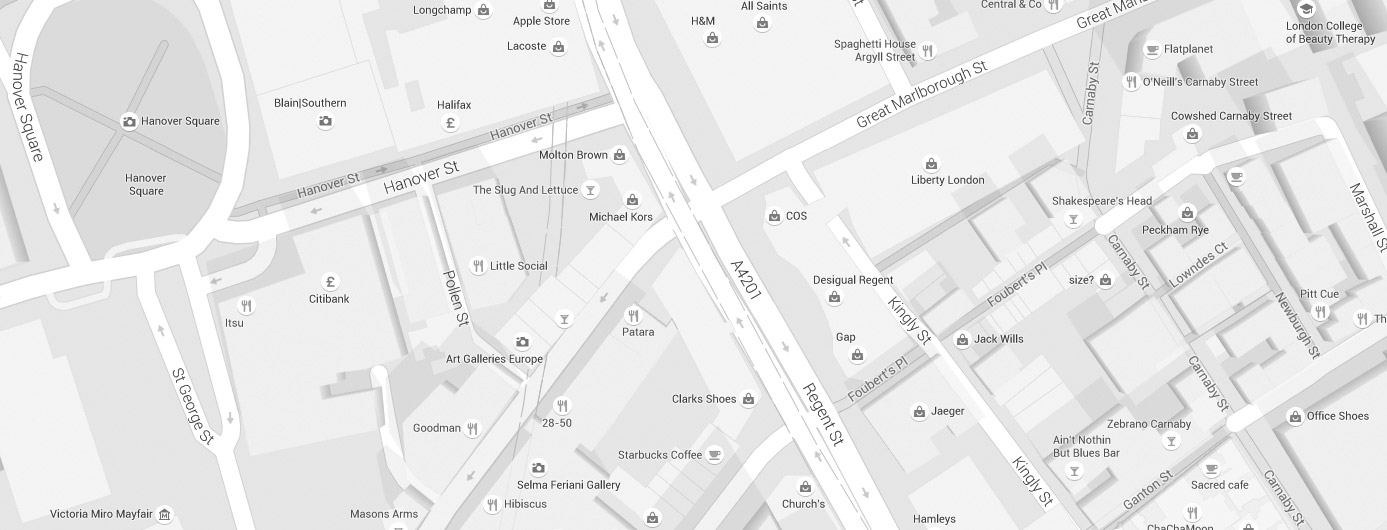 Longchamp
Apple Store
Lacoste
H&M
All Saints
Central & Co
London College
of Beauty Therapy
Spaghetti House
Argyll Street
Flatplanet
O'Neill's Carnaby Street
Great Marlborough St
Carnaby St
Cowshed Carnaby Street
Hanover Square
Blain|Southern
Halifax
Hanover Square
Hanover St
Hanover
Square
Hanover St
Hanover St
Molton Brown
The Slug And Lettuce
Michael Kors
Liberty London
COS
Shakespeare's Head
Peckham Rye
Marshall St
Lowndes Ct
Carnaby St
Little Social
Citibank
Itsu
Pollen St
A4201
Desigual Regent
Foubert's Pl
size?
Newburgh St
Pitt Cue
Patara
Kingly St
Gap
Jack Wills
Art Galleries Europe
Foubert's Pl
Carnaby St
St George St
Clarks Shoes
Regent St
Jaeger
Office Shoes
Goodman
28-50
Zebrano Carnaby
Ain't Nothin
But Blues Bar
Starbucks Coffee
Selma Feriani Gallery
Kingly St
Ganton St
Sacred cafe
Carnaby St
Hibiscus
Church's
Victoria Miro Mayfair
Masons Arms
Hamleys
ChaChaMoon